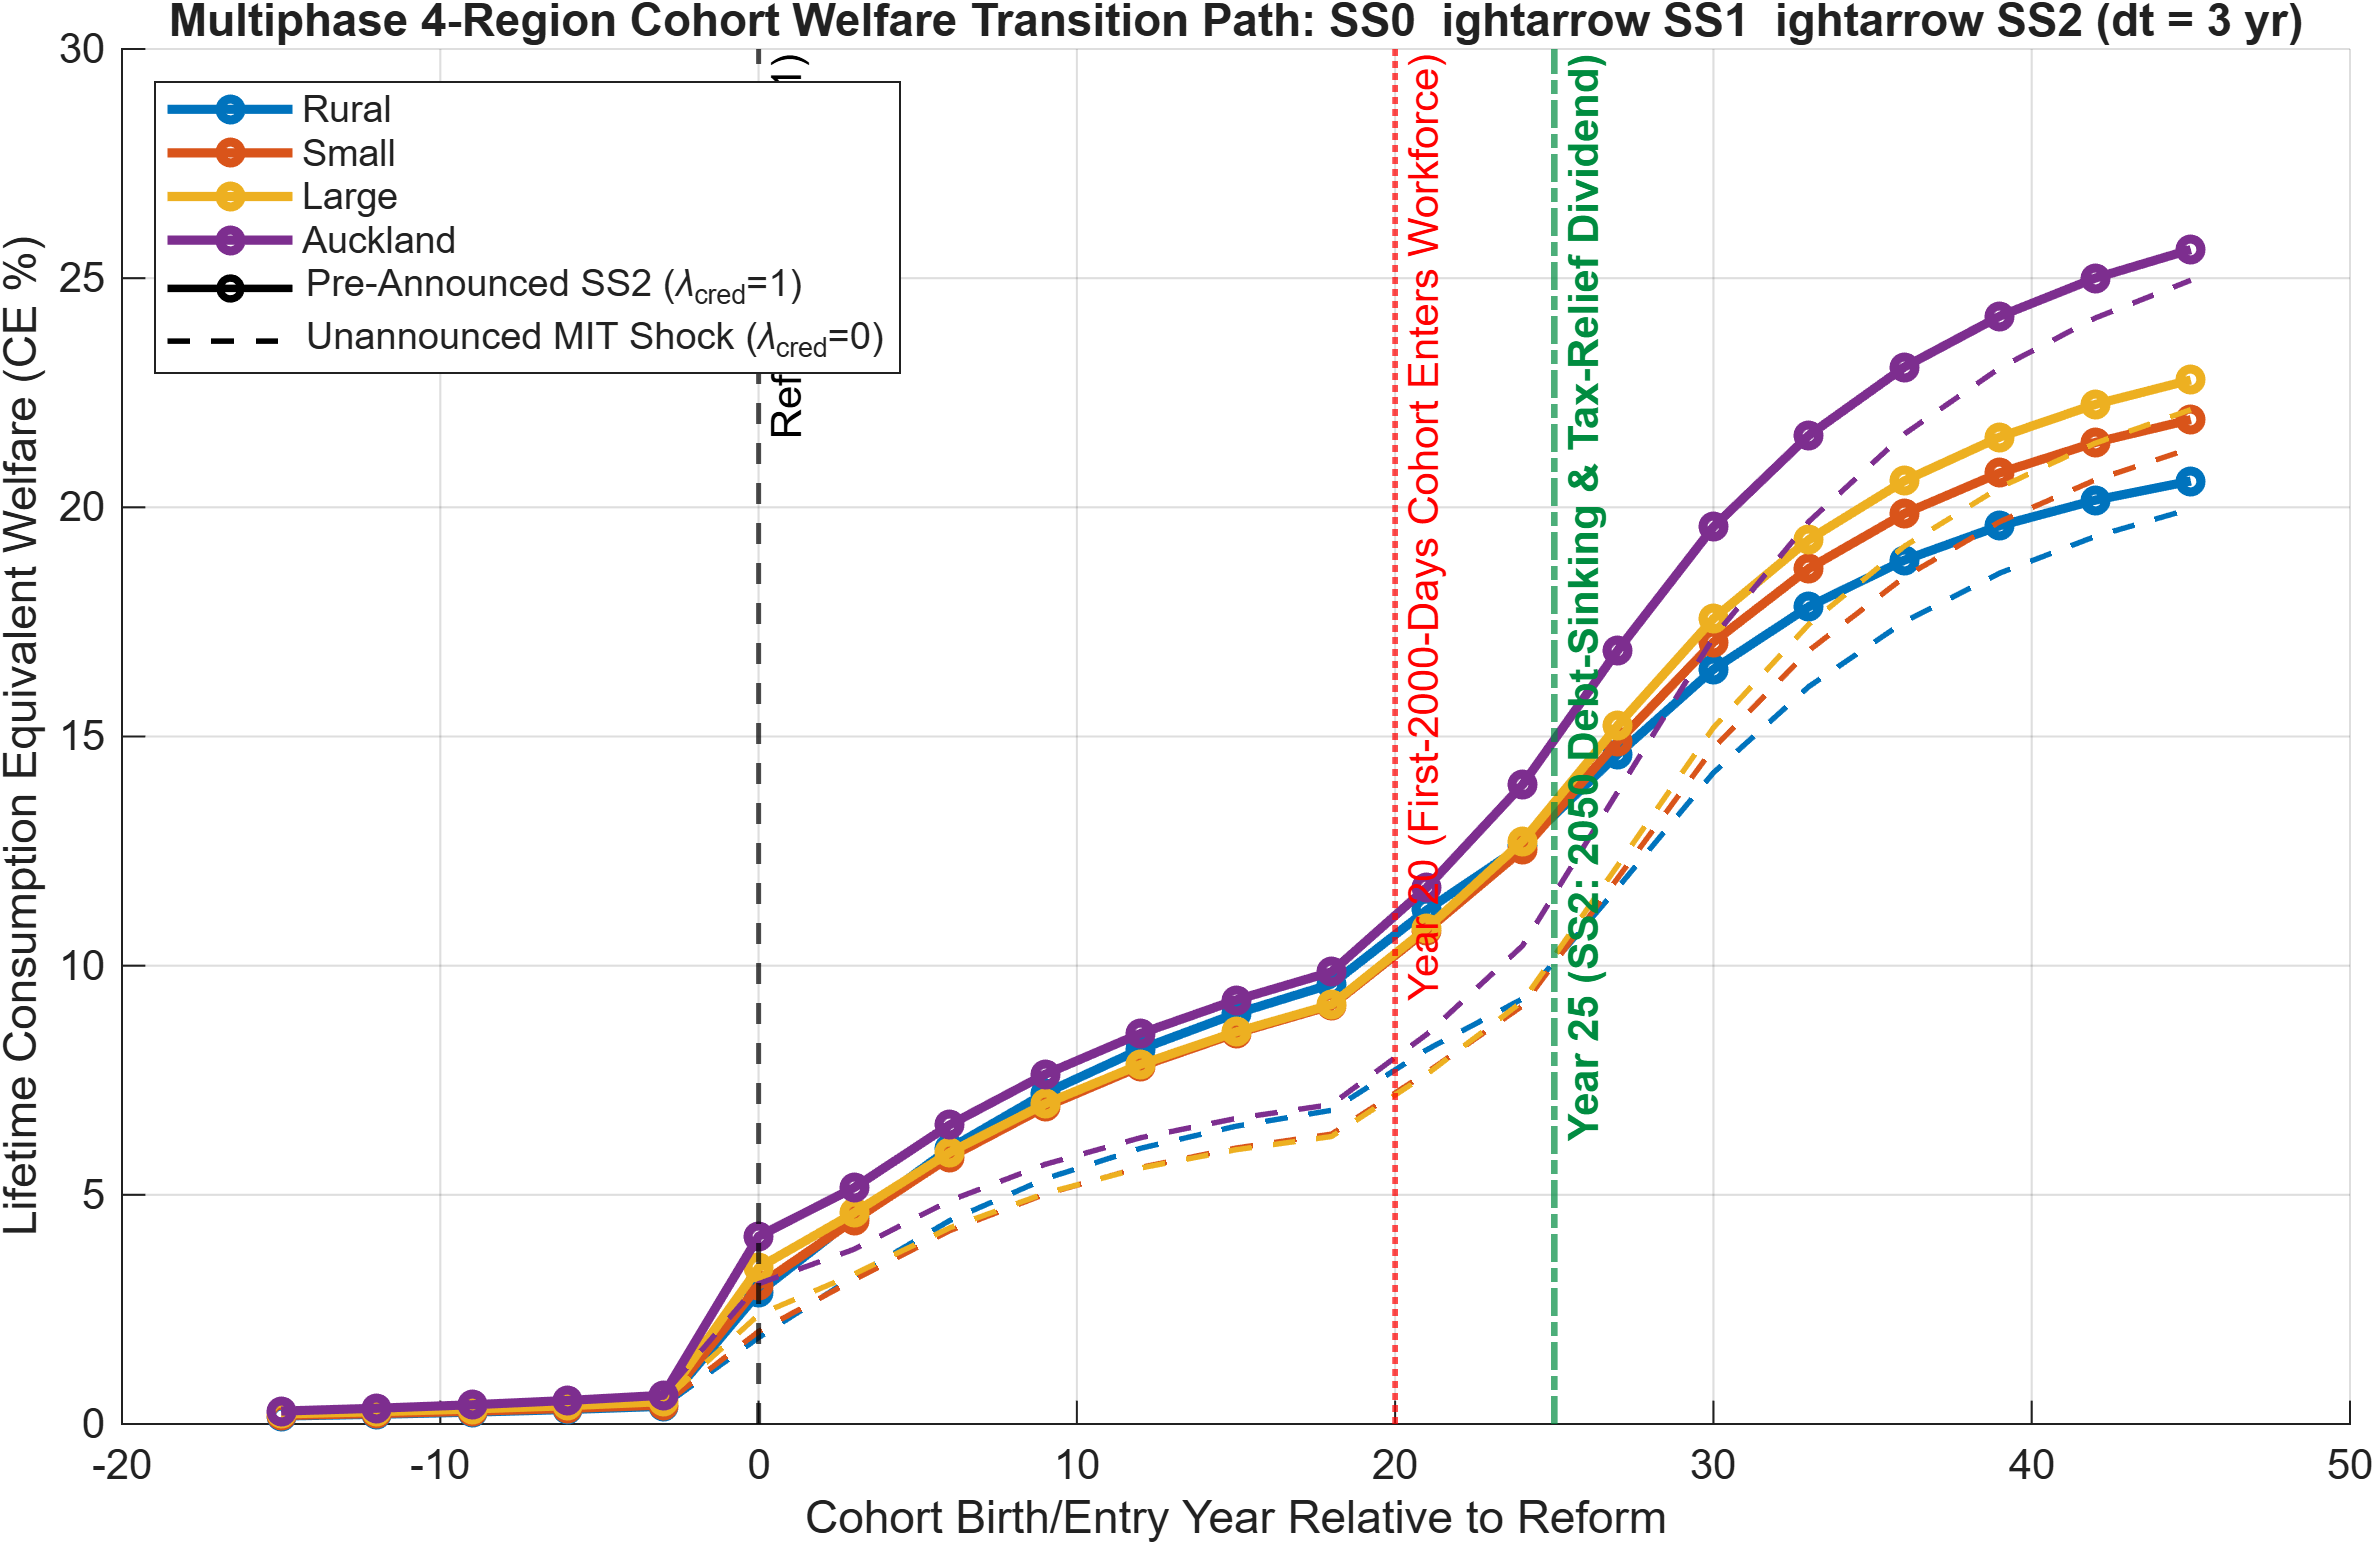 Multiphase 4-Region Cohort Welfare Transition Path: SS0 ightarrow SS1 ightarrow SS2 (dt = 3 yr)
Lifetime Consumption Equivalent Welfare (CE %)
30
25
20
15
10
5
0
Rural
Small
Large
Auckland
Pre-Announced SS2 (λcred=1)
Unannounced MIT Shock (λcred=0)
Year 20 (First-2000-Days Cohort Enters Workforce)
Year 25 (SS2: 2050 Debt-Sinking & Tax-Relief Dividend)
-20
-10
0
10
20
30
40
50
Cohort Birth/Entry Year Relative to Reform